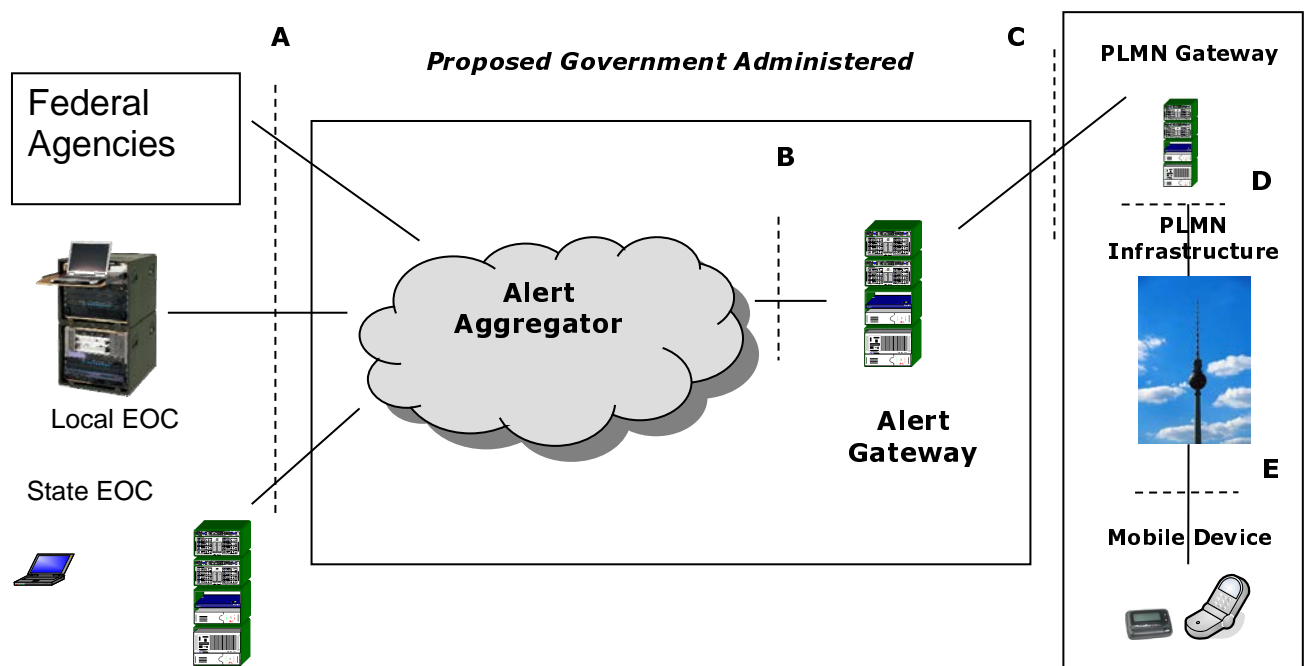 A
C
Proposed Government Administered
PLMN Gateway
Federal
Agencies
B
D
PLMN
Infrastructure
Alert
Aggregator
Local EOC
Alert
Gateway
E
State EOC
Mobile Device